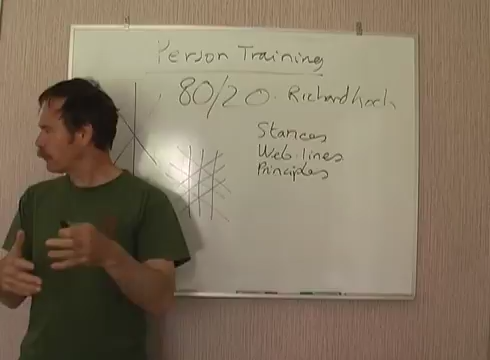 Person Training
80/20. Richard Koch
Stances
Web lines
Principles